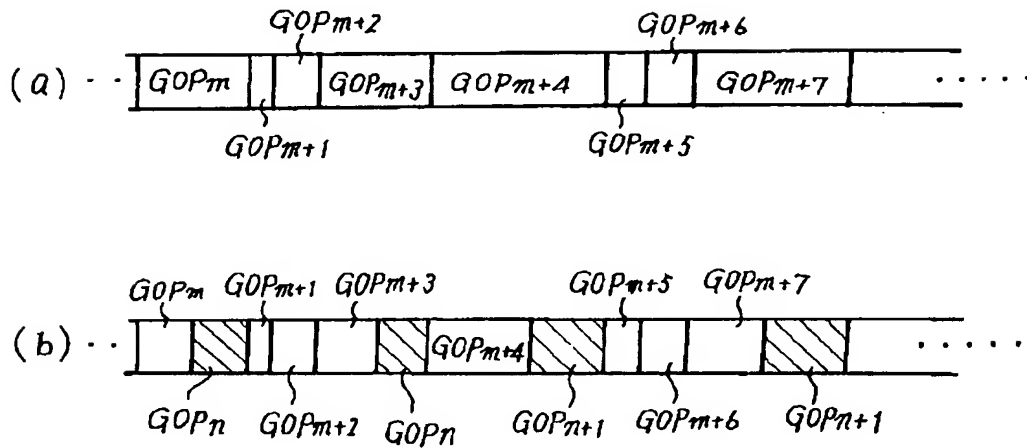 GOPm+2 GOPm+6
(a) ·· GOPm GOPm+3 GOPm+4 GOPm+7 ·····
GOPm+1 GOPm+5
GOPm GOPm+1 GOPm+3 GOPm+5 GOPm+7
(b) ·· GOPm+4 ·····
GOPn GOPm+2 GOPn GOPn+1 GOPm+6 GOPn+1